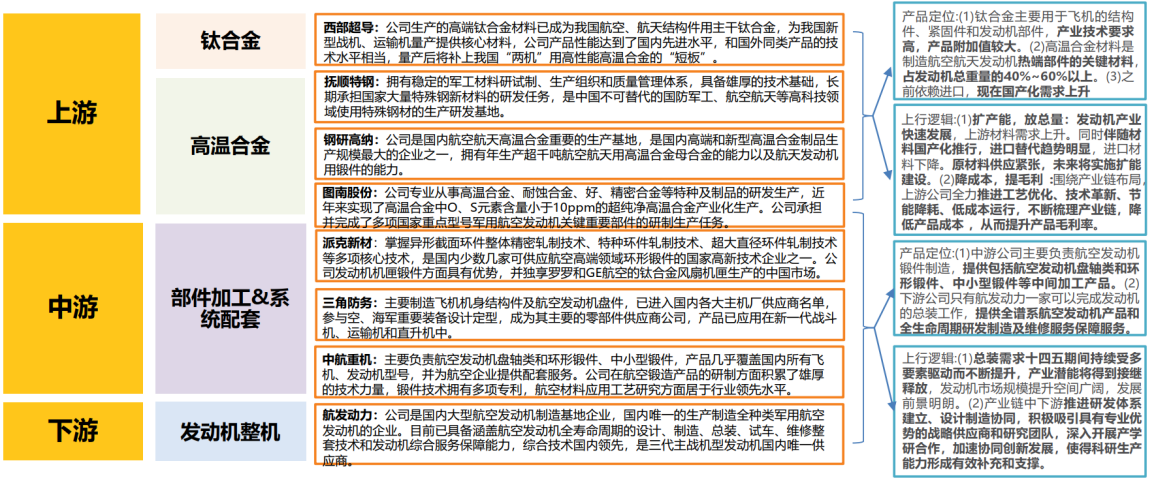 上游
钛合金
西部超导：公司生产的高端钛合金材料已成为我国航空、航天结构件用主干钛合金，为我国新
型战机、运输机量产提供核心材料，公司产品性能达到了国内先进水平，和国外同类产品的技
术水平相当，量产后将补上我国“两机”用高性能高温合金的“短板”。
高温合金
抚顺特钢：拥有稳定的军工材料研试制、生产组织和质量管理体系，具备雄厚的技术基础，长
期承担国家大量特殊钢新材料的研发任务，是中国不可替代的国防军工、航空航天等高科技领
域使用特殊钢材的生产研发基地。
钢研高纳：公司是国内航空航天高温合金重要的生产基地，是国内高端和新型高温合金制品生
产规模最大的企业之一，拥有年生产超千吨航空航天用高温合金母合金的能力以及航天发动机
用锻件的能力。
图南股份：公司专业从事高温合金、耐蚀合金、好、精密合金等特种及制品的研发生产，近
年来实现了高温合金中O、S元素含量小于10ppm的超纯净高温合金产业化生产。公司承担
并完成了多项国家重点型号军用航空发动机关键重要部件的研制生产任务。
中游
部件加工&系
统配套
派克新材：掌握异形截面环件整体精密轧制技术、特种环件轧制技术、超大直径环件轧制技术
等多项核心技术，是国内少数几家可供应航空高端领域环形锻件的国家高新技术企业之一。公
司发动机机匣锻件方面具有优势，并独享罗罗和GE航空的钛合金风扇机匣生产的中国市场。
三角防务：主要制造飞机机身结构件及航空发动机盘件，已进入国内各大主机厂供应商名单，
参与空、海军重要装备设计定型，成为其主要的零部件供应公司，产品已应用在新一代战斗
机、运输机和直升机中。
中航重机：主要负责航空发动机盘轴类和环形锻件、中小型锻件，产品几乎覆盖国内所有飞
机、发动机型号，并为航空企业提供配套服务。公司在航空锻造产品的研制方面积累了雄厚
的技术力量，锻件技术拥有多项专利，航空材料应用工艺研究方面居于行业领先水平。
下游
发动机整机
航发动力：公司是国内大型航空发动机制造基地企业，国内唯一的生产制造全种类军用航空
发动机的企业。目前已具备涵盖航空发动机全寿命周期的设计、制造、总装、试车、维修整
套技术和发动机综合服务保障能力，综合技术国内领先，是三代主战机型发动机国内唯一供
应商。
产品定位:(1)钛合金主要用于飞机的结构
件、紧固件和发动机部件，产业技术要求
高，产品附加值较大。(2)高温合金材料是
制造航空航天发动机热端部件的关键材料，
占发动机总重量的40%~60%以上。(3)之
前依赖进口，现在国产化需求上升
上行逻辑:(1)扩产能，放总量：发动机产业
快速发展，上游材料需求上升。同时伴随材
料国产化推行，进口替代趋势明显，进口材
料下降。原材料供应紧张，未来将实施扩能
建设。(2)降成本，提毛利：围绕产业链布局，
上游公司全力推进工艺优化、技术革新、节
能降耗、低成本运行，不断梳理产业链，降
低产品成本，从而提升产品毛利率。
产品定位:(1)中游公司主要负责航空发动机
锻件制造，提供包括航空发动机盘轴类和环
形锻件、中小型锻件等中间加工产品。(2)
下游公司只有航发动力一家可以完成发动机
的总装工作，提供全谱系航空发动机产品和
全生命周期研发制造及维修服务保障服务。
上行逻辑:(1)总装需求十四五期间持续受多
要素驱动而不断提升，产业潜能将得到接继
释放，发动机市场规模提升空间广阔，发展
前景明朗。(2)产业链中下游推进研发体系
建立、设计制造协同，积极吸引具有专业优
势的战略供应商和研究团队，深入开展产学
研合作，加速协同创新发展，使得科研生产
能力形成有效补充和支撑。